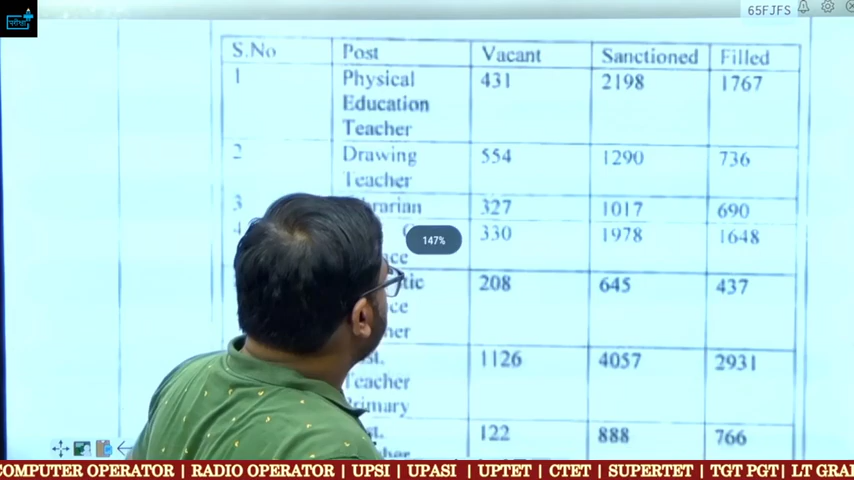 65FJFS
परीक्षा
S.No Post Vacant Sanctioned Filled
1 Physical Education Teacher 431 2198 1767
2 Drawing Teacher 554 1290 736
3 327 1017 690
330 1978 1648
208 645 437
Teacher Primary 1126 4057 2931
122 888 766
147%
COMPUTER OPERATOR | RADIO OPERATOR | UPSI | UPASI | UPTET | CTET | SUPERTET | TGT PGT | LT GRA